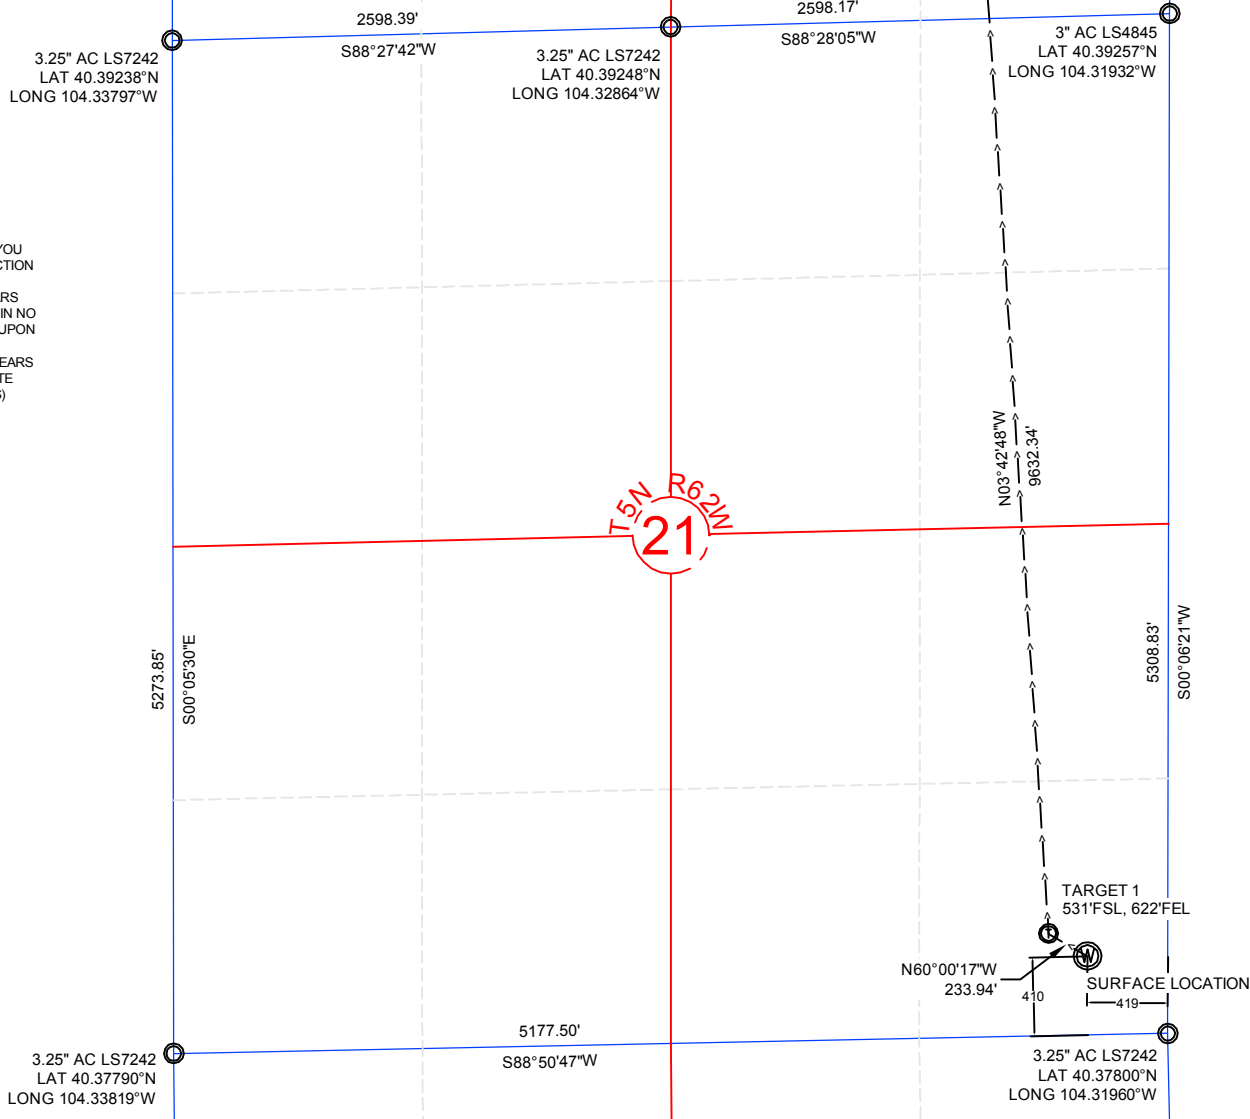 2598.39'
S88°27'42"W
2598.17'
S88°28'05"W
3.25" AC LS7242
LAT 40.39238°N
LONG 104.33797°W
3.25" AC LS7242
LAT 40.39248°N
LONG 104.32864°W
3" AC LS4845
LAT 40.39257°N
LONG 104.31932°W
YOU
CTION
RS
IN NO
UPON
EARS
TE
S)
N03°42'48"W
9632.34'
T5N R62W
21
5273.85'
S00°05'30"E
5308.83'
S00°06'21"W
TARGET 1
531'FSL, 622'FEL
N60°00'17"W
233.94'
W
SURFACE LOCATION
410
419
5177.50'
S88°50'47"W
3.25" AC LS7242
LAT 40.37790°N
LONG 104.33819°W
3.25" AC LS7242
LAT 40.37800°N
LONG 104.31960°W